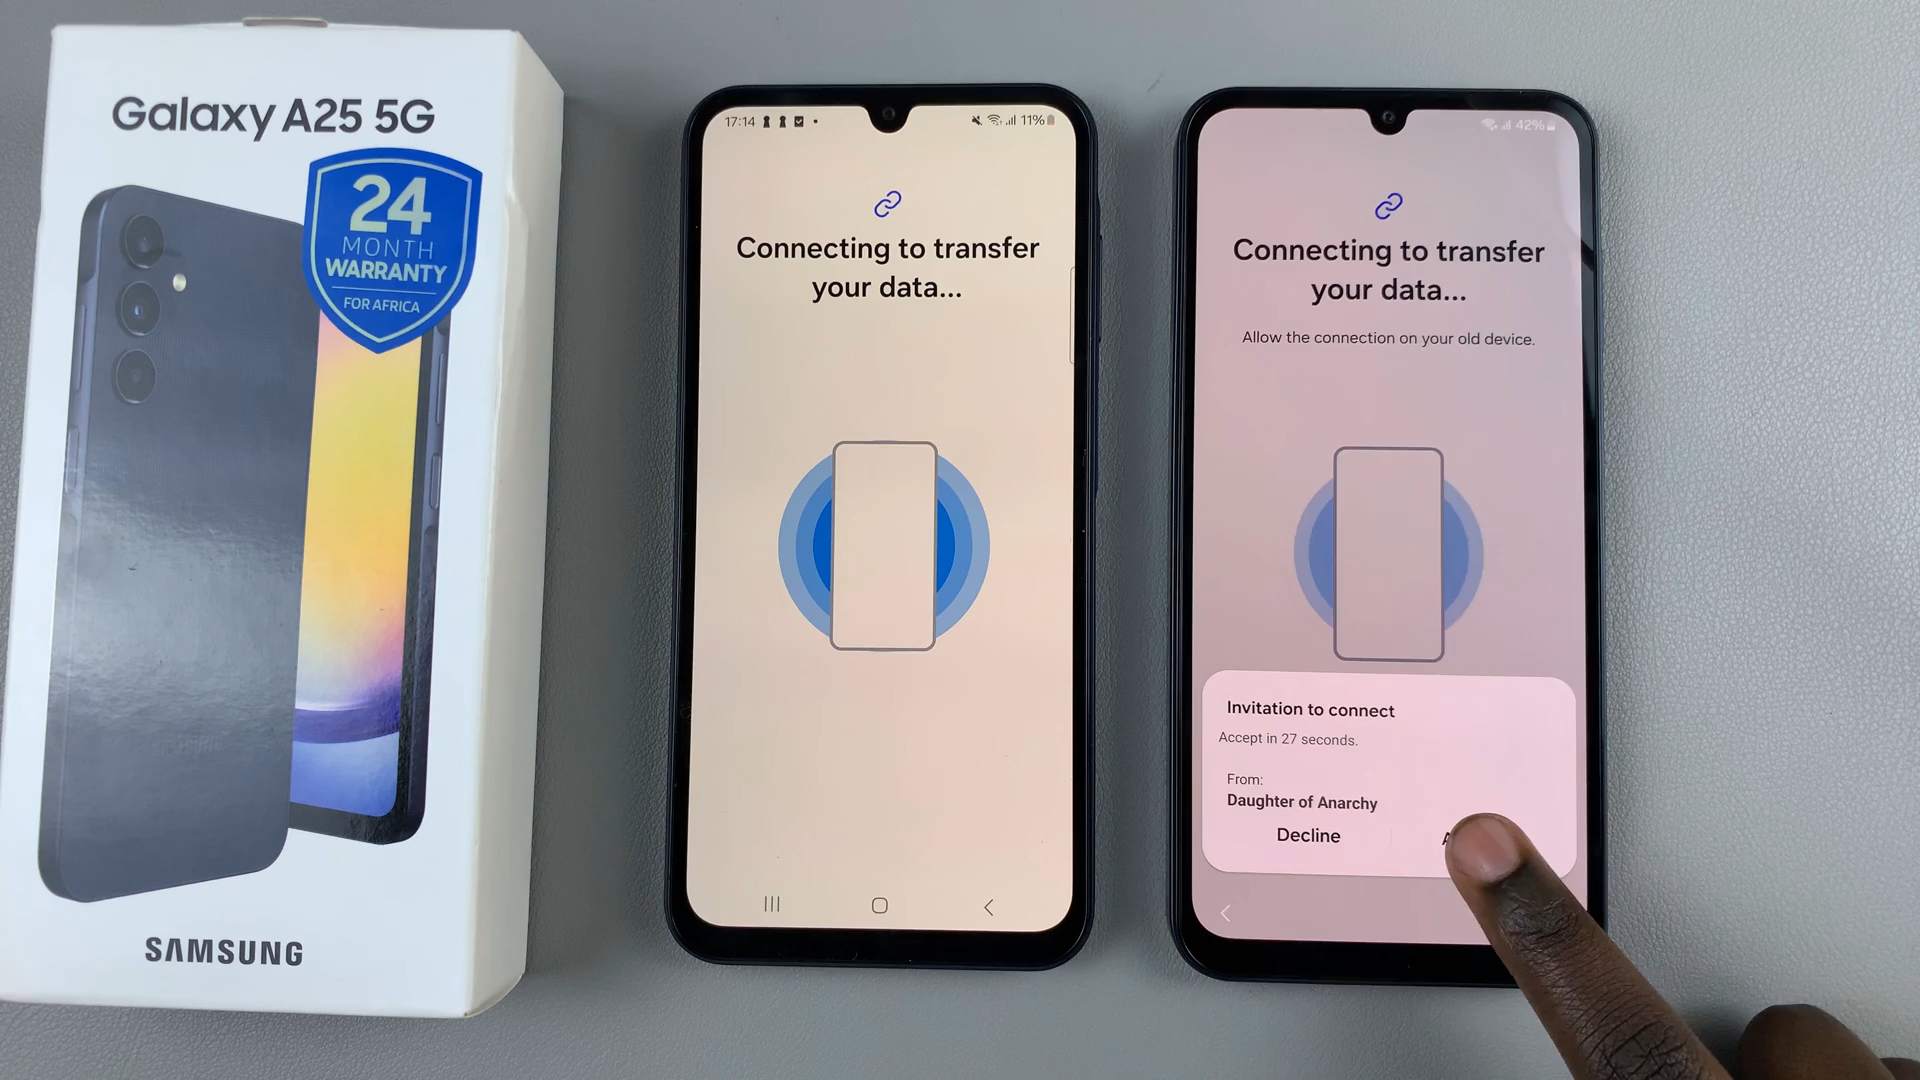 Galaxy A25 5G
24
MONTH
WARRANTY
FOR AFRICA
SAMSUNG
17:14
11%
Connecting to transfer
your data...
42%
Connecting to transfer
your data...
Allow the connection on your old device.
Invitation to connect
Accept in 27 seconds.
From:
Daughter of Anarchy
Decline